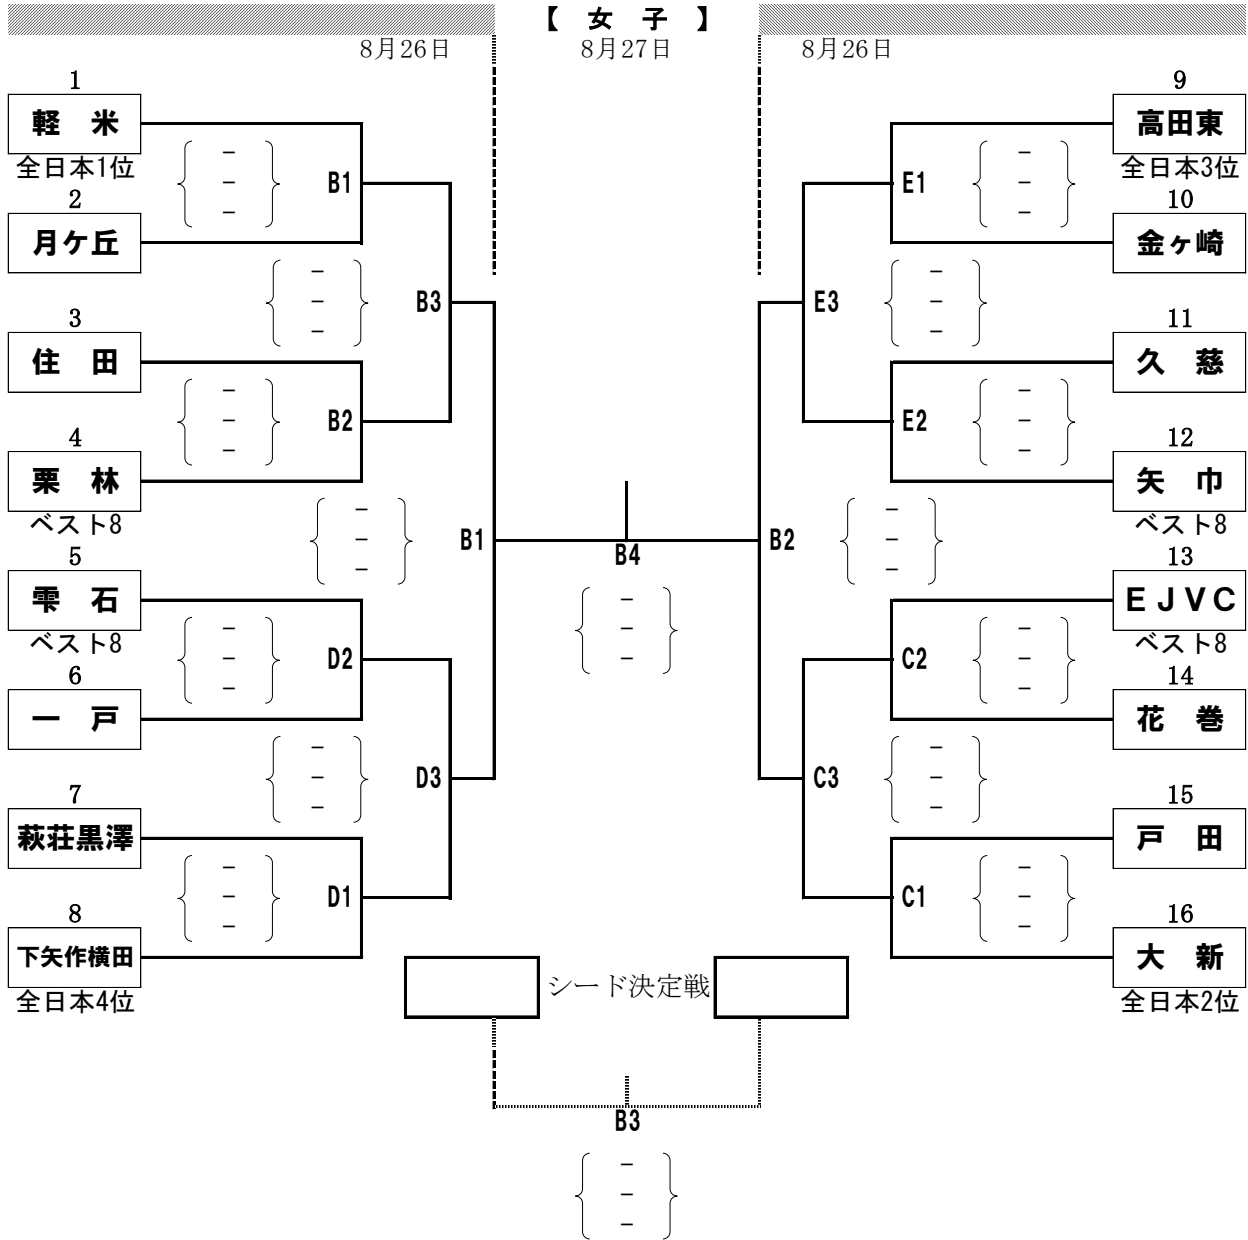 【 女 子 】
8月26日
8月27日
8月26日
1
軽 米
全日本1位
2
月ケ丘
3
住 田
4
栗 林
ベスト8
5
雫 石
ベスト8
6
一 戸
7
萩荘黒澤
8
下矢作横田
全日本4位
B1
B2
B3
D2
D1
D3
B1
B4
B2
E1
E2
E3
C2
C1
C3
9
高田東
全日本3位
10
金ヶ崎
11
久 慈
12
矢 巾
ベスト8
13
ＥＪＶＣ
ベスト8
14
花 巻
15
戸 田
16
大 新
全日本2位
シード決定戦
B3